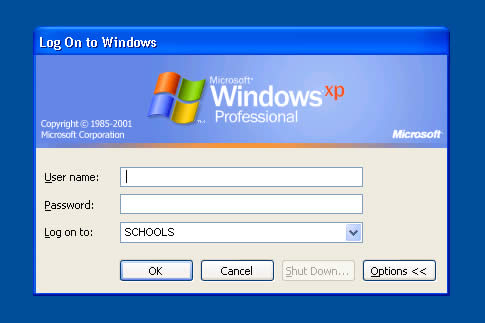 Log On to Windows
Microsoft®
Windows xp
Professional
Copyright © 1985-2001
Microsoft Corporation
Microsoft
User name:
Password:
Log on to: SCHOOLS
OK Cancel Shut Down... Options <<